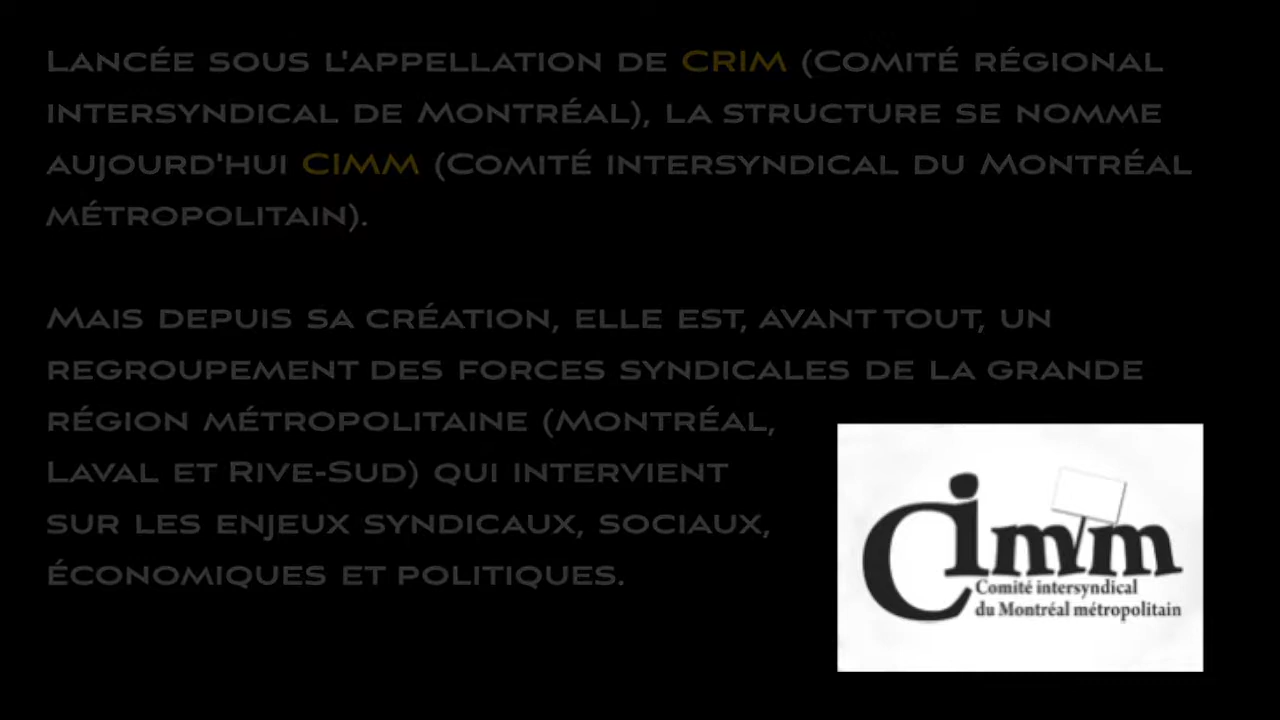 Lancée sous l'appellation de CRIM (Comité régional
intersyndical de Montréal), la structure se nomme
aujourd'hui CIMM (Comité intersyndical du Montréal
métropolitain).
Mais depuis sa création, elle est, avant tout, un
regroupement des forces syndicales de la grande
région métropolitaine (Montréal,
Laval et Rive-Sud) qui intervient
sur les enjeux syndicaux, sociaux,
économiques et politiques.
Cimm
Comité intersyndical
du Montréal métropolitain